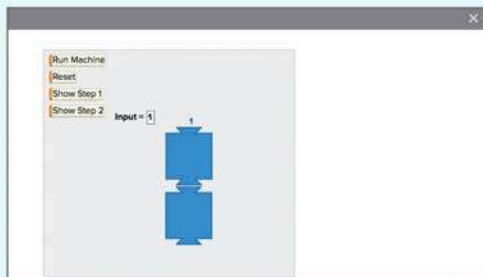 Run Machine
Reset
Show Step 1
Show Step 2
Input = 1
1